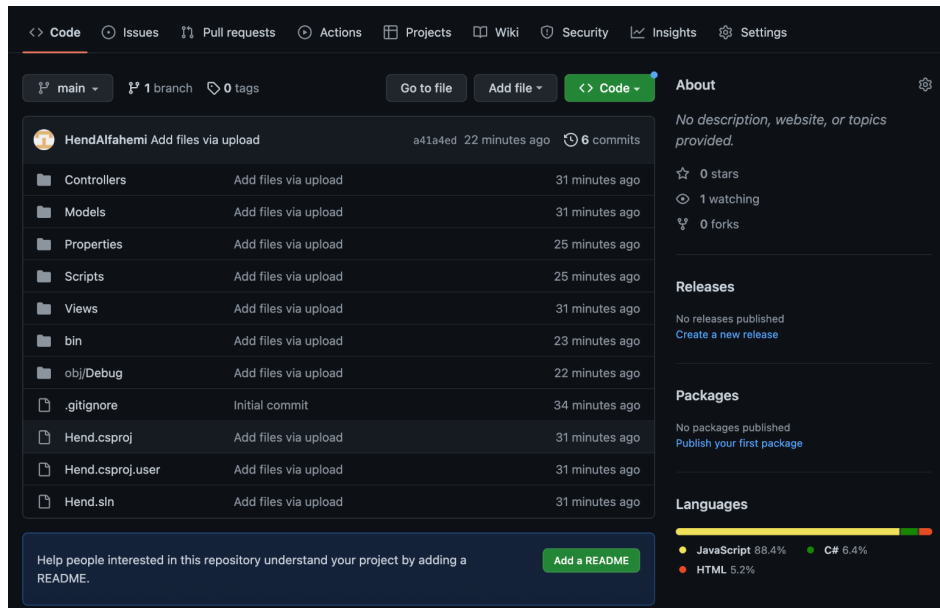 Code Issues Pull requests Actions Projects Wiki Security Insights Settings
main 1 branch 0 tags Go to file Add file Code
HendAlfahemi Add files via upload a41a4ed 22 minutes ago 6 commits
Controllers Add files via upload 31 minutes ago
Models Add files via upload 31 minutes ago
Properties Add files via upload 25 minutes ago
Scripts Add files via upload 25 minutes ago
Views Add files via upload 31 minutes ago
bin Add files via upload 23 minutes ago
obj/Debug Add files via upload 22 minutes ago
.gitignore Initial commit 34 minutes ago
Hend.csproj Add files via upload 31 minutes ago
Hend.csproj.user Add files via upload 31 minutes ago
Hend.sln Add files via upload 31 minutes ago
Help people interested in this repository understand your project by adding a
README.
Add a README
About
No description, website, or topics
provided.
0 stars
1 watching
0 forks
Releases
No releases published
Create a new release
Packages
No packages published
Publish your first package
Languages
JavaScript 88.4% C# 6.4%
HTML 5.2%